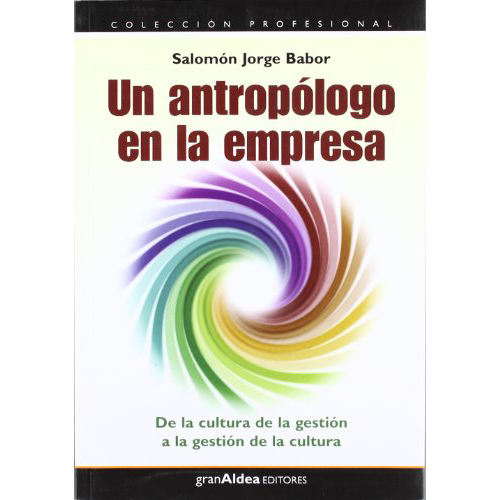 COLECCIÓN PROFESIONAL
Salomón Jorge Babor
Un antropólogo
en la empresa
De la cultura de la gestión
a la gestión de la cultura
granAldea EDITORES